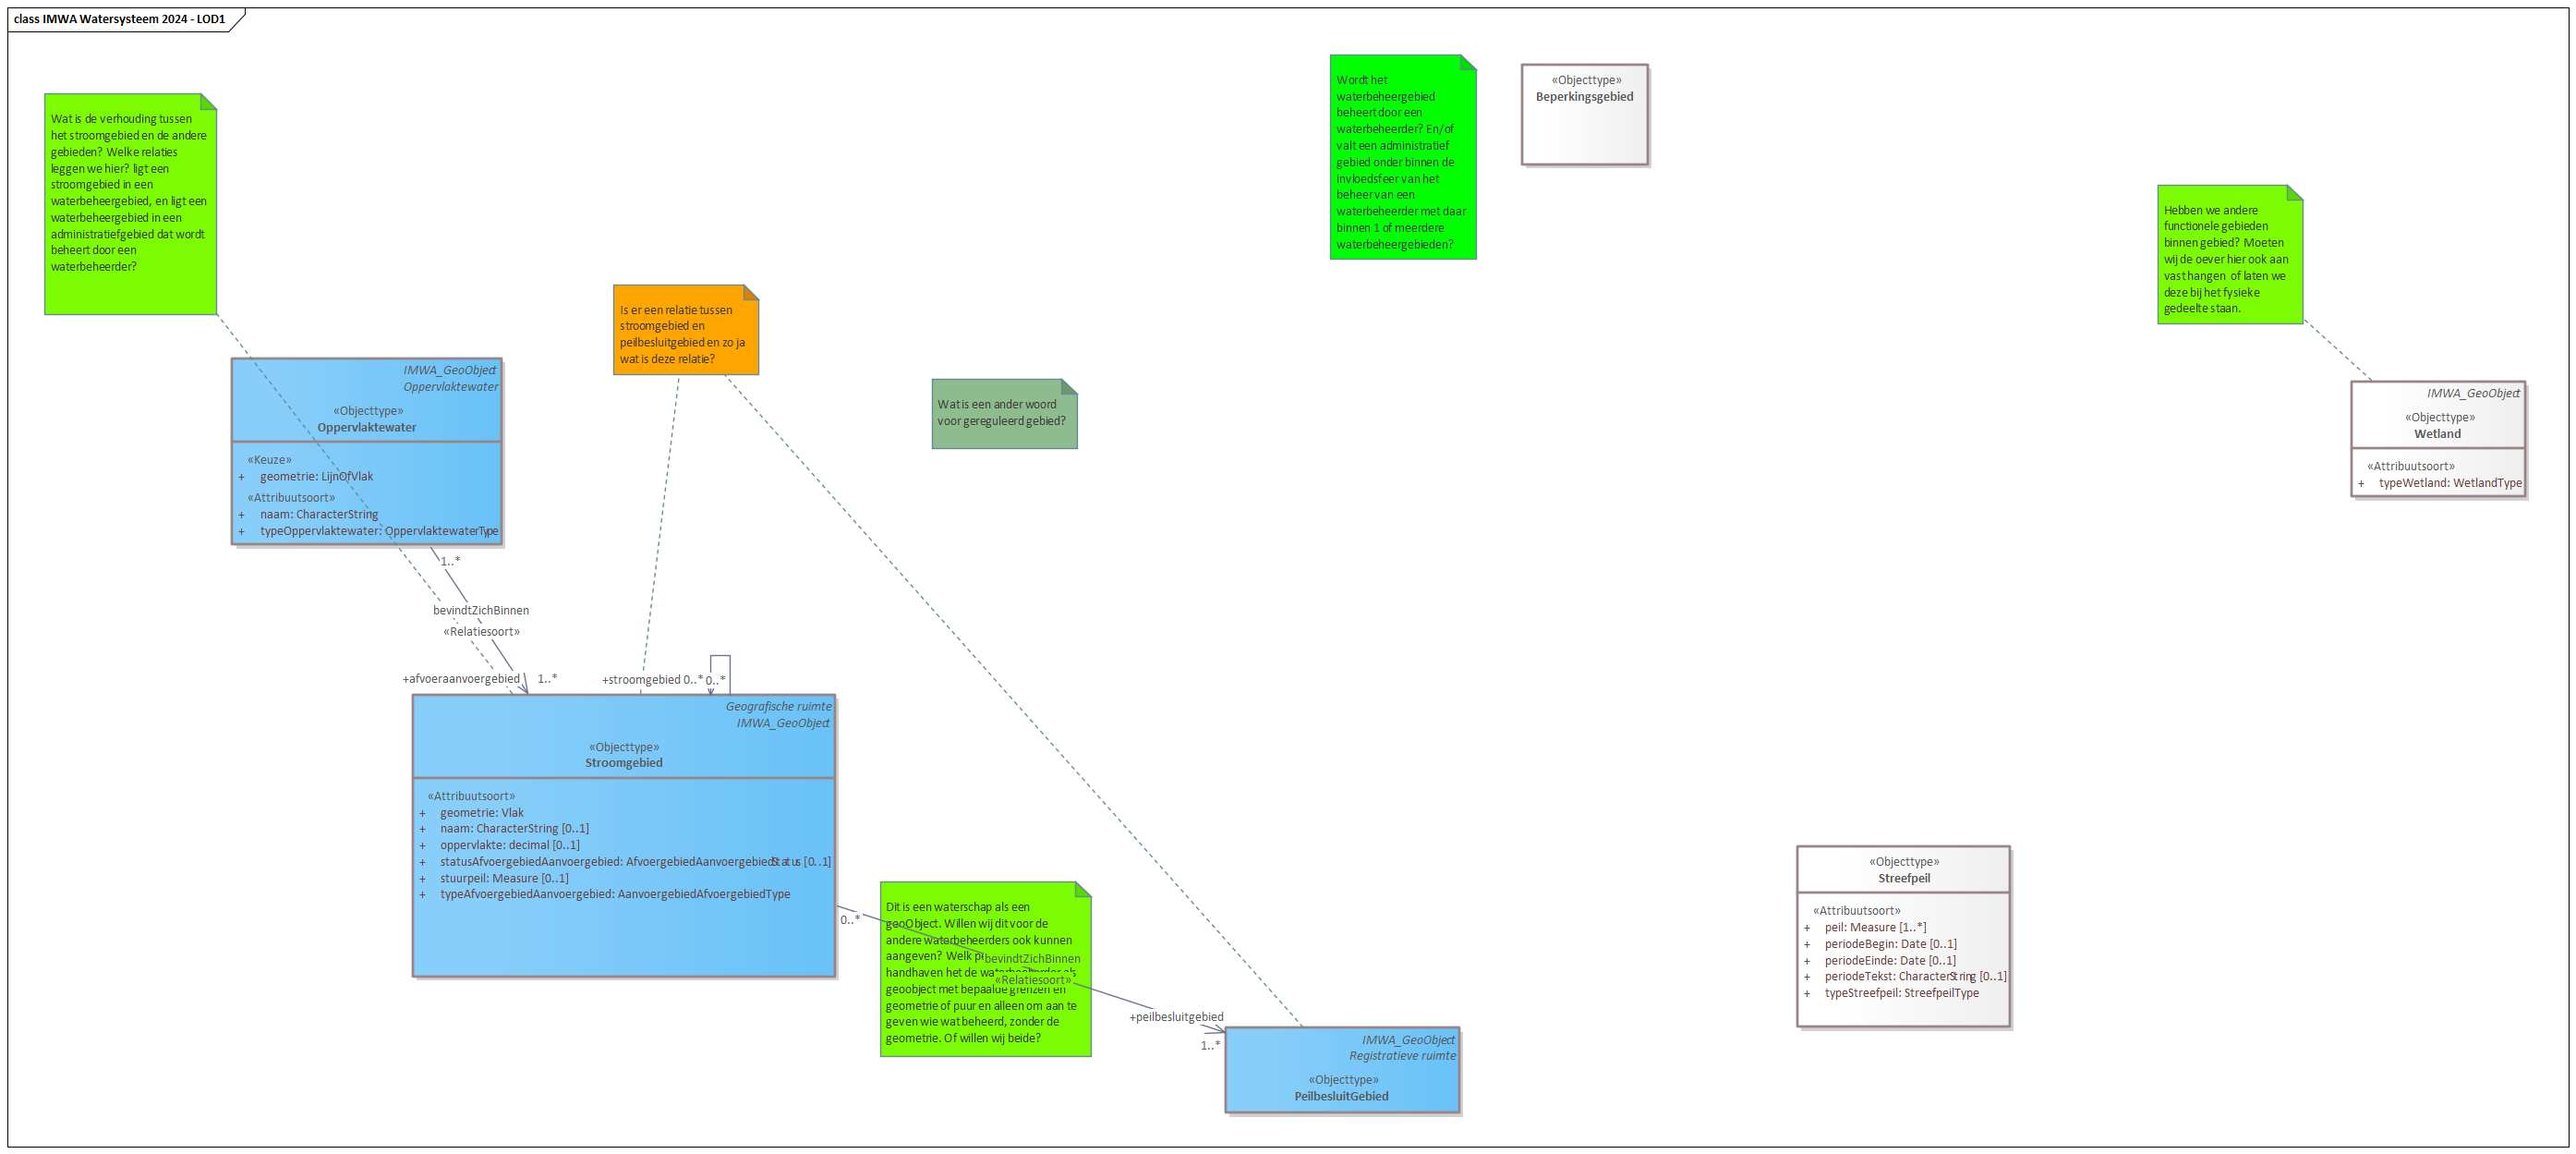 class IMWA Watersysteem 2024 - LOD1
Wat is de verhouding tussen
het stroomgebied en de andere
gebieden? Welke relaties
leggen we hier? ligt een
stroomgebied in een
waterbeheergebied, en ligt een
waterbeheergebied in een
administratiefgebied dat wordt
beheert door een
waterbeheerder?
Wordt het
waterbeheergebied
beheert door een
waterbeheerder? En/of
valt een administratief
gebied onder binnen de
invloedsfeer van het
beheer van een
waterbeheerder met daar
binnen 1 of meerdere
waterbeheergebieden?
«Objecttype»
Beperkingsgebied
Hebben we andere
functionele gebieden
binnen gebied? Moeten
wij de oever hier ook aan
vast hangen of laten we
deze bij het fysieke
gedeelte staan.
Is er een relatie tussen
stroomgebied en
peilbesluitgebied en zo ja
wat is deze relatie?
Wat is een ander woord
voor gereguleerd gebied?
IMWA_GeoObject
Oppervlaktewater
«Objecttype»
Oppervlaktewater
«Keuze»
+ geometrie: LijnOfVlak
«Attribuutsoort»
+ naam: CharacterString
+ typeOppervlaktewater: OppervlaktewaterType
IMWA_GeoObject
«Objecttype»
Wetland
«Attribuutsoort»
+ typeWetland: WetlandType
1..*
bevindtZichBinnen
«Relatiesoort»
+afvoeraanvoergebied 1..*
+stroomgebied 0..* 0..*
Geografische ruimte
IMWA_GeoObject
«Objecttype»
Stroomgebied
«Attribuutsoort»
+ geometrie: Vlak
+ naam: CharacterString [0..1]
+ oppervlakte: decimal [0..1]
+ statusAfvoergebiedAanvoergebied: AfvoergebiedAanvoergebiedStatus [0..1]
+ stuurpeil: Measure [0..1]
+ typeAfvoergebiedAanvoergebied: AanvoergebiedAfvoergebiedType
0..*
Dit is een waterschap als een
geoObject. Willen wij dit voor de
andere waterbeheerders ook kunnen
aangeven? Welk
handhaven het de waterbeheerder als
geoobject met bepaalde grenzen en
geometrie of puur en alleen om aan te
geven wie wat beheerd, zonder de
geometrie. Of willen wij beide?
bevindtZichBinnen
«Relatiesoort»
+peilbesluitgebied
1..*
IMWA_GeoObject
Registratieve ruimte
«Objecttype»
PeilbesluitGebied
«Objecttype»
Streefpeil
«Attribuutsoort»
+ peil: Measure [1..*]
+ periodeBegin: Date [0..1]
+ periodeEinde: Date [0..1]
+ periodeTekst: CharacterString [0..1]
+ typeStreefpeil: StreefpeilType